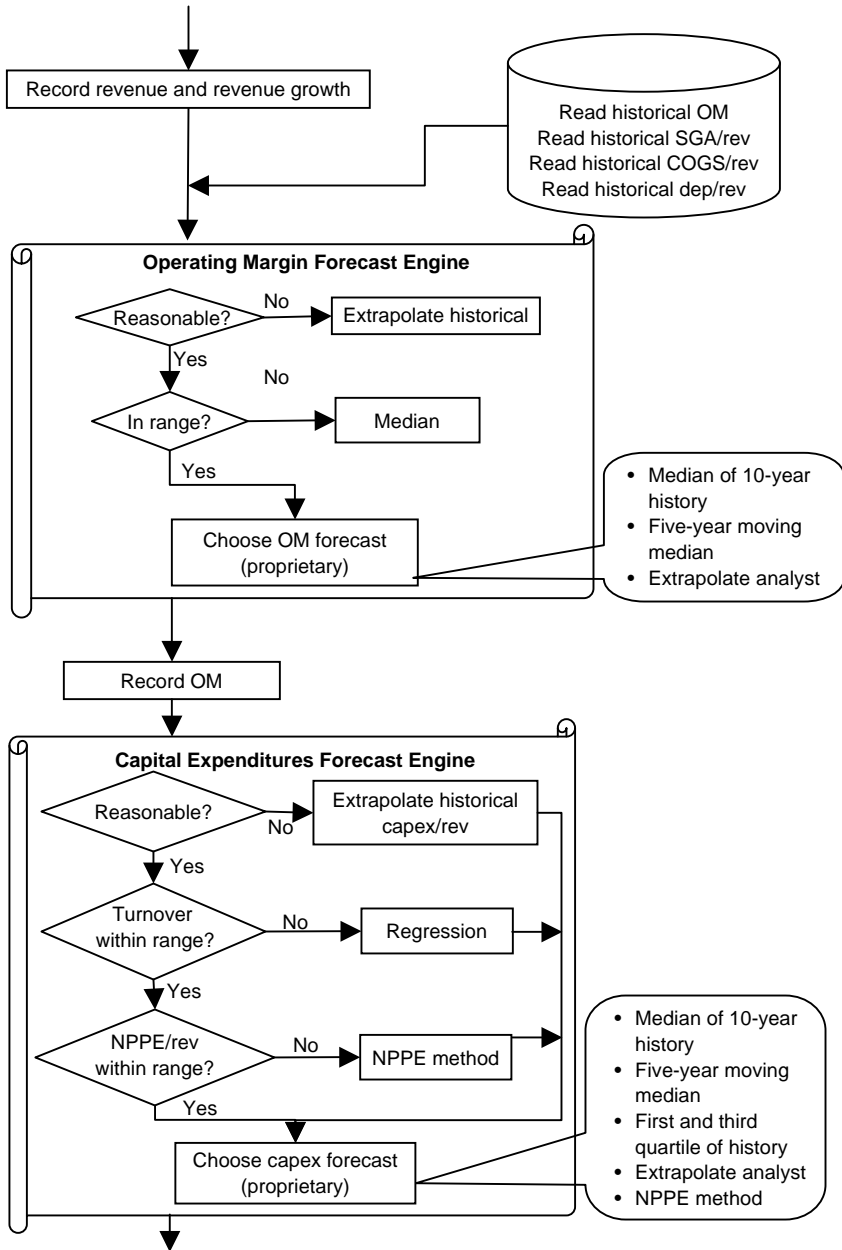 Record revenue and revenue growth
Read historical OM
Read historical SGA/rev
Read historical COGS/rev
Read historical dep/rev
Operating Margin Forecast Engine
No
Reasonable?
Extrapolate historical
Yes
No
In range?
Median
Yes
Choose OM forecast
(proprietary)
• Median of 10-year
history
• Five-year moving
median
• Extrapolate analyst
Record OM
Capital Expenditures Forecast Engine
Reasonable?
No
Extrapolate historical
capex/rev
Yes
Turnover
within range?
No
Regression
Yes
NPPE/rev
within range?
No
NPPE method
Yes
Choose capex forecast
(proprietary)
• Median of 10-year
history
• Five-year moving
median
• First and third
quartile of history
• Extrapolate analyst
• NPPE method